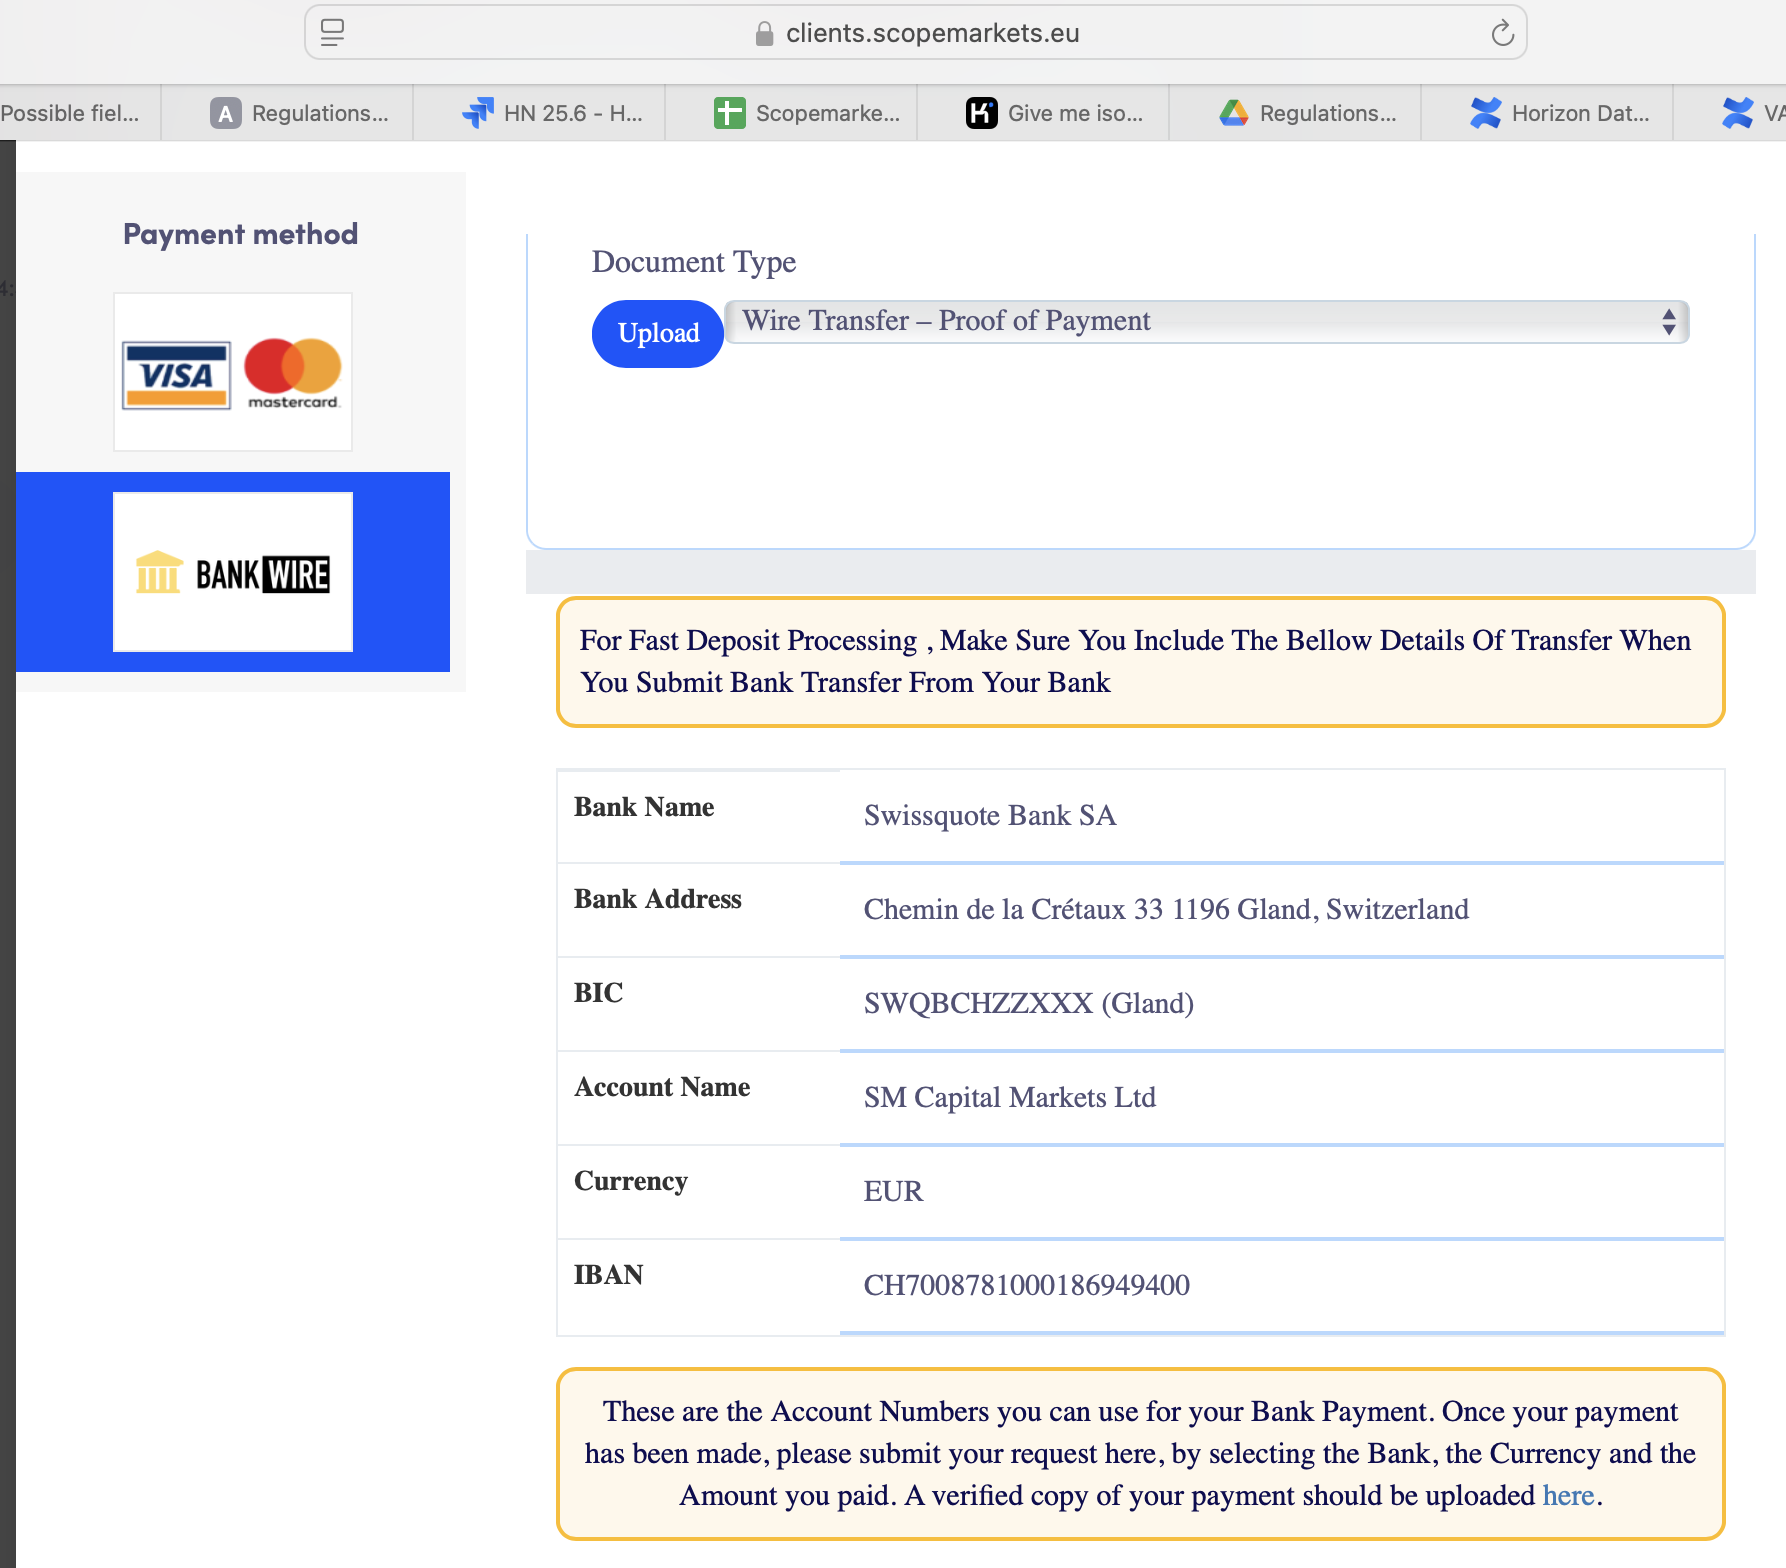 clients.scopemarkets.eu
Possible fiel...
A
Regulations...
HN 25.6 - H...
Scopemarke...
Give me iso...
Regulations...
Horizon Dat...
VA
4:
Payment method
VISA
mastercard.
BANK WIRE
Document Type
Upload
Wire Transfer – Proof of Payment
For Fast Deposit Processing , Make Sure You Include The Bellow Details Of Transfer When
You Submit Bank Transfer From Your Bank
Bank Name
Swissquote Bank SA
Bank Address
Chemin de la Crétaux 33 1196 Gland, Switzerland
BIC
SWQBCHZZXXX (Gland)
Account Name
SM Capital Markets Ltd
Currency
EUR
IBAN
CH7008781000186949400
These are the Account Numbers you can use for your Bank Payment. Once your payment
has been made, please submit your request here, by selecting the Bank, the Currency and the
Amount you paid. A verified copy of your payment should be uploaded here.